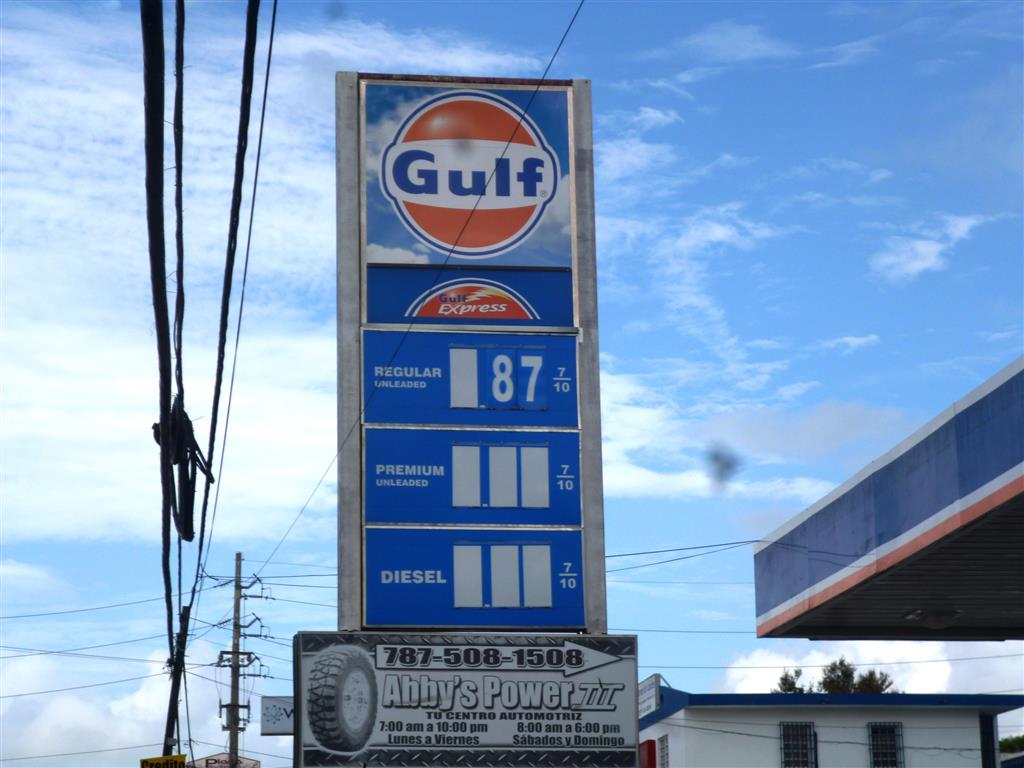 Gulf
Gulf
EXpress
REGULAR
UNLEADED
87 7/10
PREMIUM
UNLEADED
7/10
DIESEL
7/10
787-508-1508
Abby's Power III
TU CENTRO AUTOMOTRIZ
7:00 am a 10:00 pm 8:00 am a 6:00 pm
Lunes a Viernes Sábados y Domingo
Credito